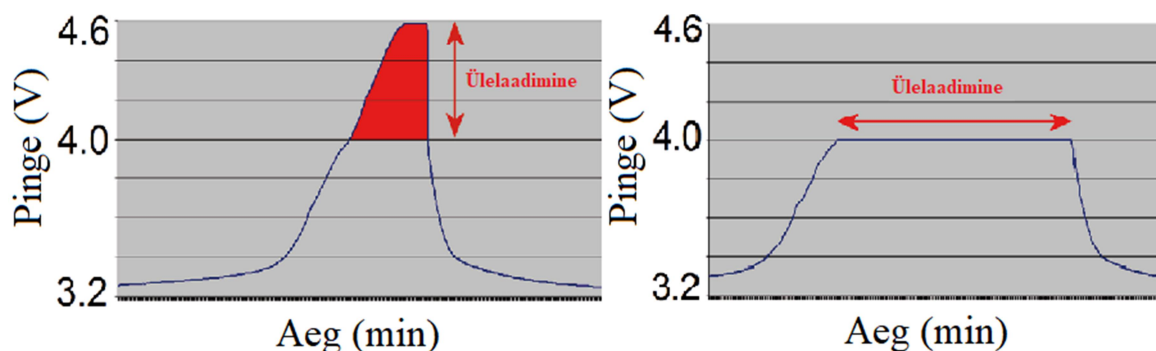 4.6
4.0
3.2
Pinge (V)
Ülelaadimine
Aeg (min)
4.6
4.0
3.2
Pinge (V)
Ülelaadimine
Aeg (min)